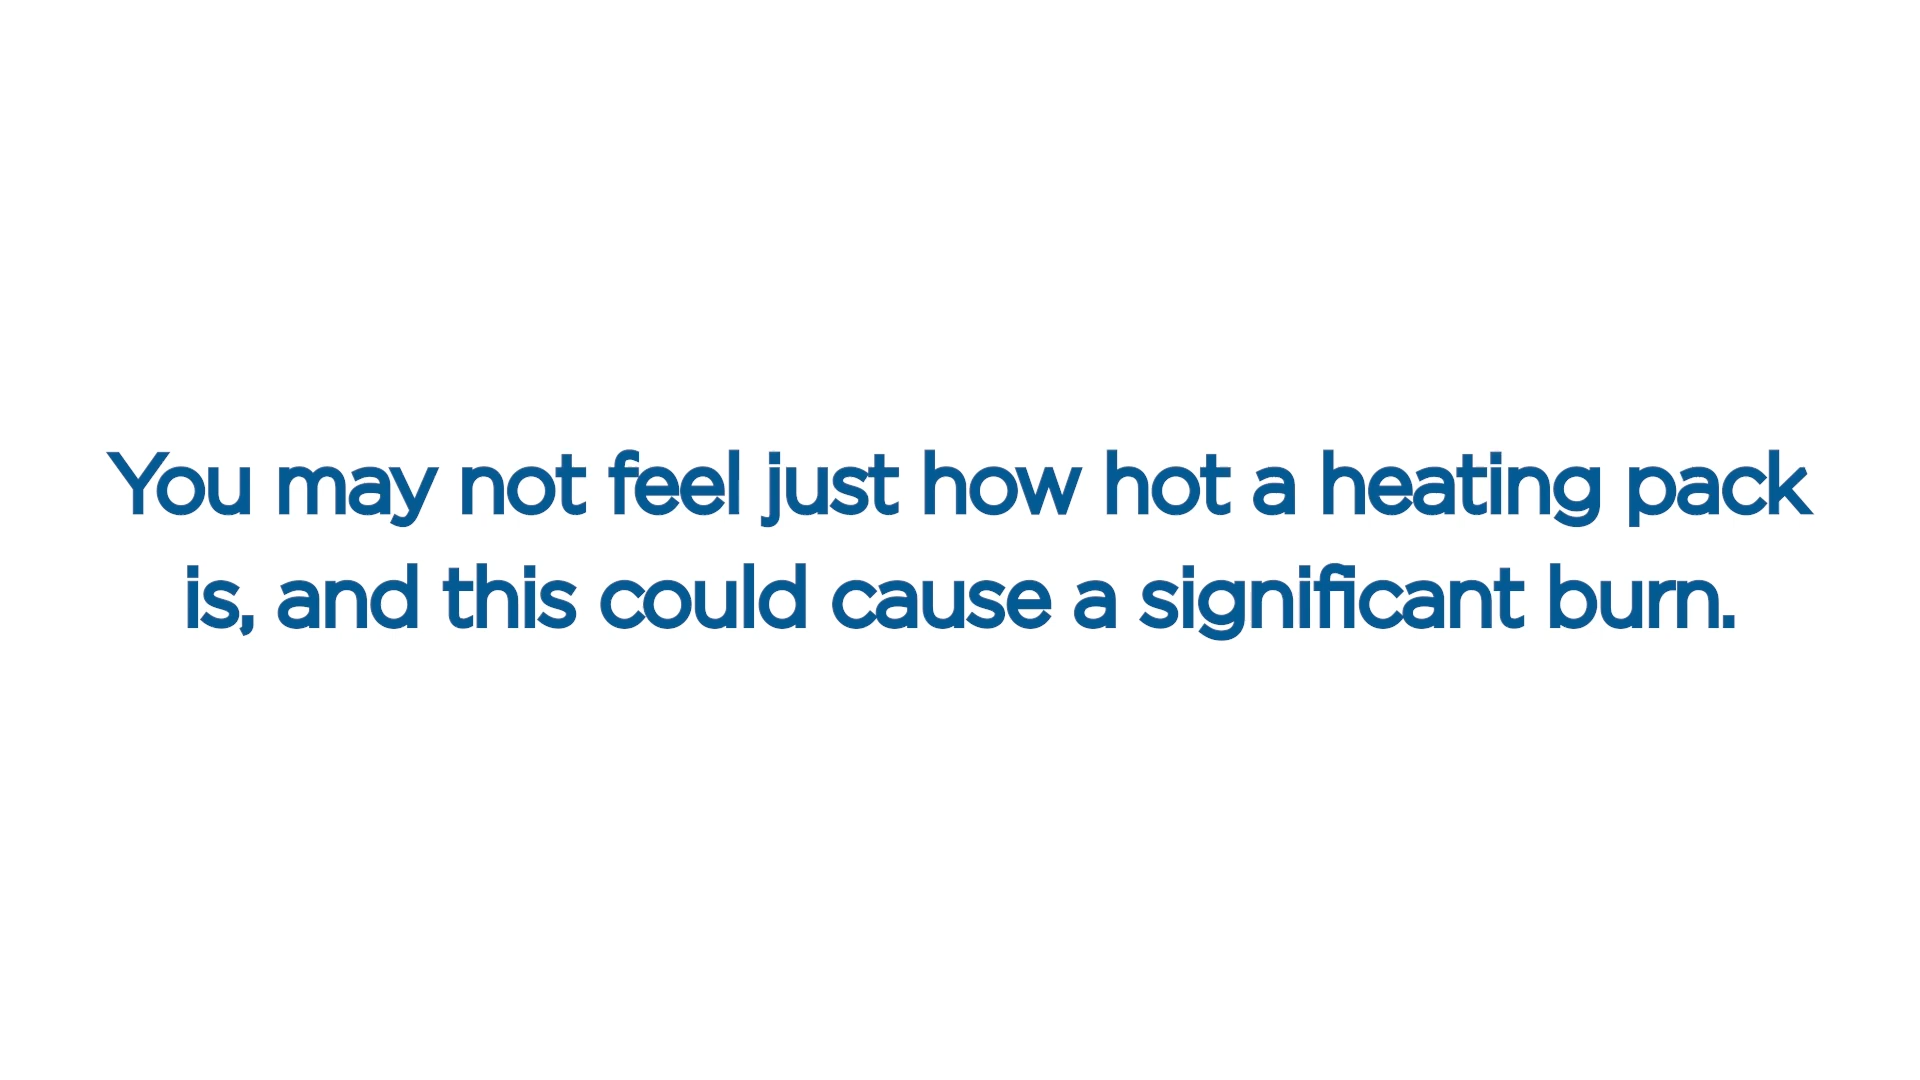 You may not feel just how hot a heating pack
is, and this could cause a significant burn.